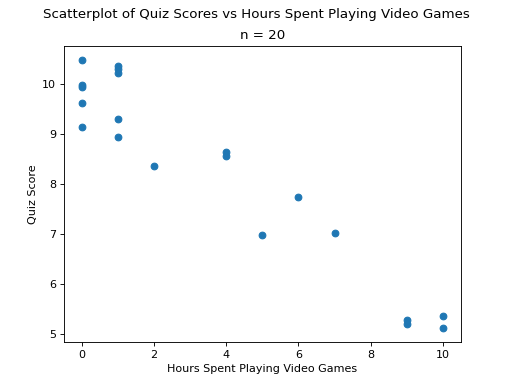 Scatterplot of Quiz Scores vs Hours Spent Playing Video Games
n = 20
10
9
8
7
6
5
Quiz Score
0 2 4 6 8 10
Hours Spent Playing Video Games